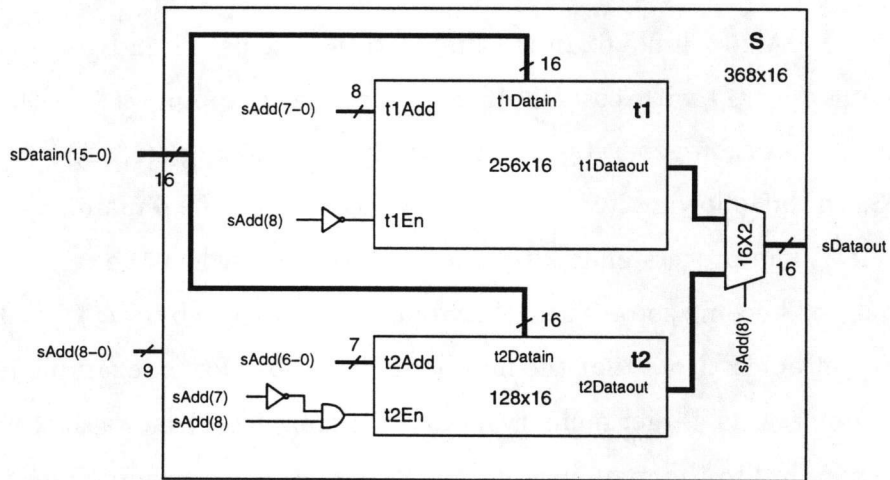 S
368x16
16
8
t1Datain
sAdd(7-0)
t1Add
t1
sDatain(15-0)
16
256x16
t1Dataout
sAdd(8)
t1En
16X2
sDataout
16
sAdd(8)
16
sAdd(8-0)
9
sAdd(6-0)
7
t2Add
t2Datain
t2
t2Dataout
sAdd(7)
sAdd(8)
t2En
128x16